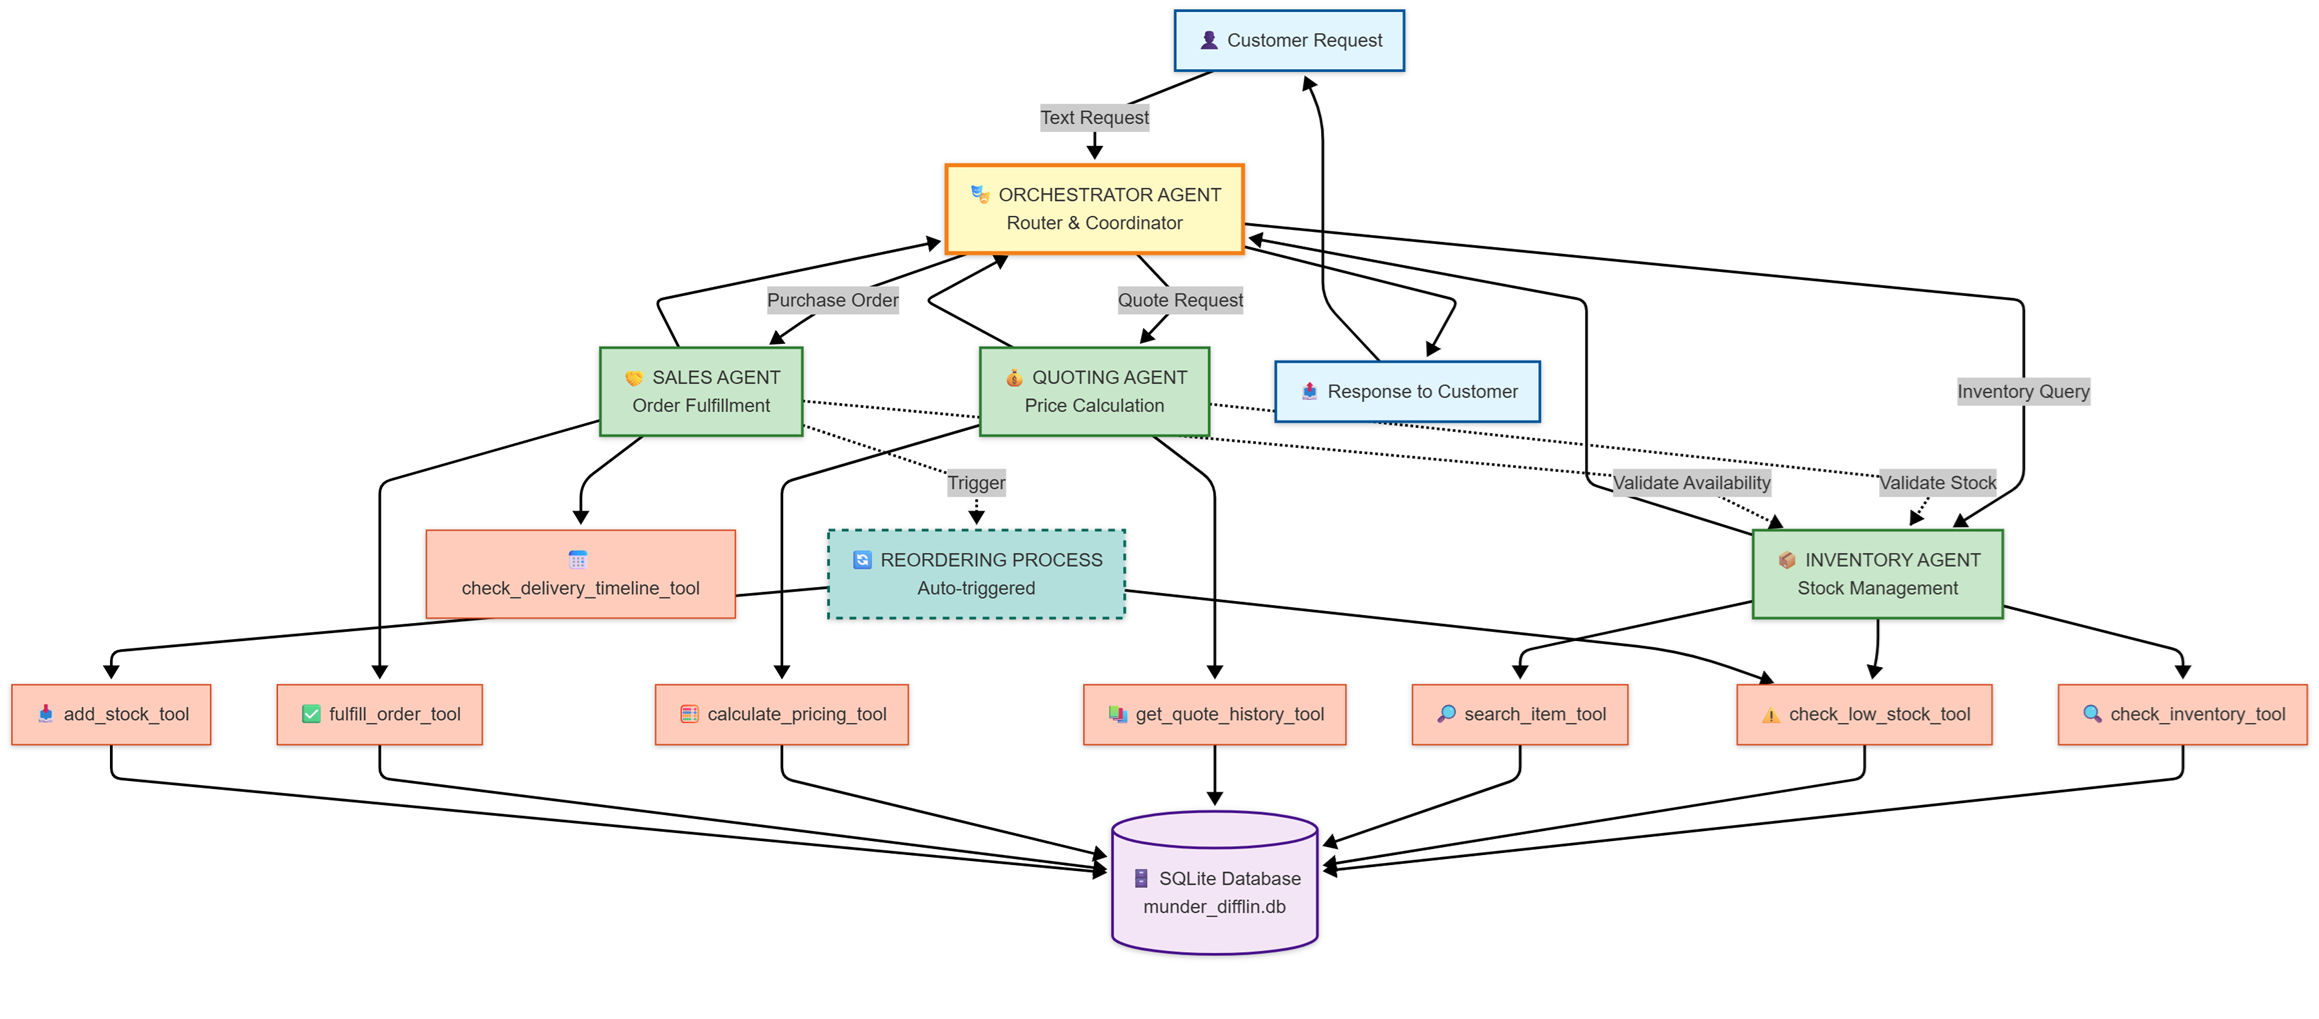 Customer Request
Text Request
ORCHESTRATOR AGENT
Router & Coordinator
Purchase Order
Quote Request
SALES AGENT
Order Fulfillment
QUOTING AGENT
Price Calculation
Response to Customer
Inventory Query
Trigger
Validate Availability
Validate Stock
check_delivery_timeline_tool
REORDERING PROCESS
Auto-triggered
INVENTORY AGENT
Stock Management
add_stock_tool
fulfill_order_tool
calculate_pricing_tool
get_quote_history_tool
search_item_tool
check_low_stock_tool
check_inventory_tool
SQLite Database
munder_difflin.db